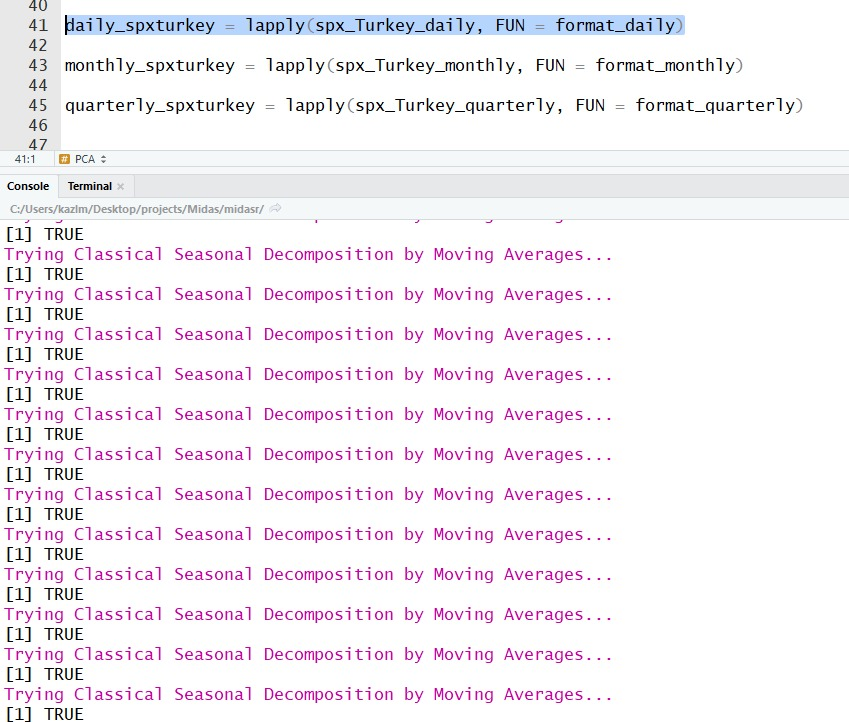 40
41 daily_spxturkey = lapply(spx_Turkey_daily, FUN = format_daily)
42
43 monthly_spxturkey = lapply(spx_Turkey_monthly, FUN = format_monthly)
44
45 quarterly_spxturkey = lapply(spx_Turkey_quarterly, FUN = format_quarterly)
46
47
41:1 # PCA
Console Terminal ×
C:/Users/kazlm/Desktop/projects/Midas/midasr/
[1] TRUE
Trying Classical Seasonal Decomposition by Moving Averages...
[1] TRUE
Trying Classical Seasonal Decomposition by Moving Averages...
[1] TRUE
Trying Classical Seasonal Decomposition by Moving Averages...
[1] TRUE
Trying Classical Seasonal Decomposition by Moving Averages...
[1] TRUE
Trying Classical Seasonal Decomposition by Moving Averages...
[1] TRUE
Trying Classical Seasonal Decomposition by Moving Averages...
[1] TRUE
Trying Classical Seasonal Decomposition by Moving Averages...
[1] TRUE
Trying Classical Seasonal Decomposition by Moving Averages...
[1] TRUE
Trying Classical Seasonal Decomposition by Moving Averages...
[1] TRUE
Trying Classical Seasonal Decomposition by Moving Averages...
[1] TRUE
Trying Classical Seasonal Decomposition by Moving Averages...
[1] TRUE
Trying Classical Seasonal Decomposition by Moving Averages...
[1] TRUE